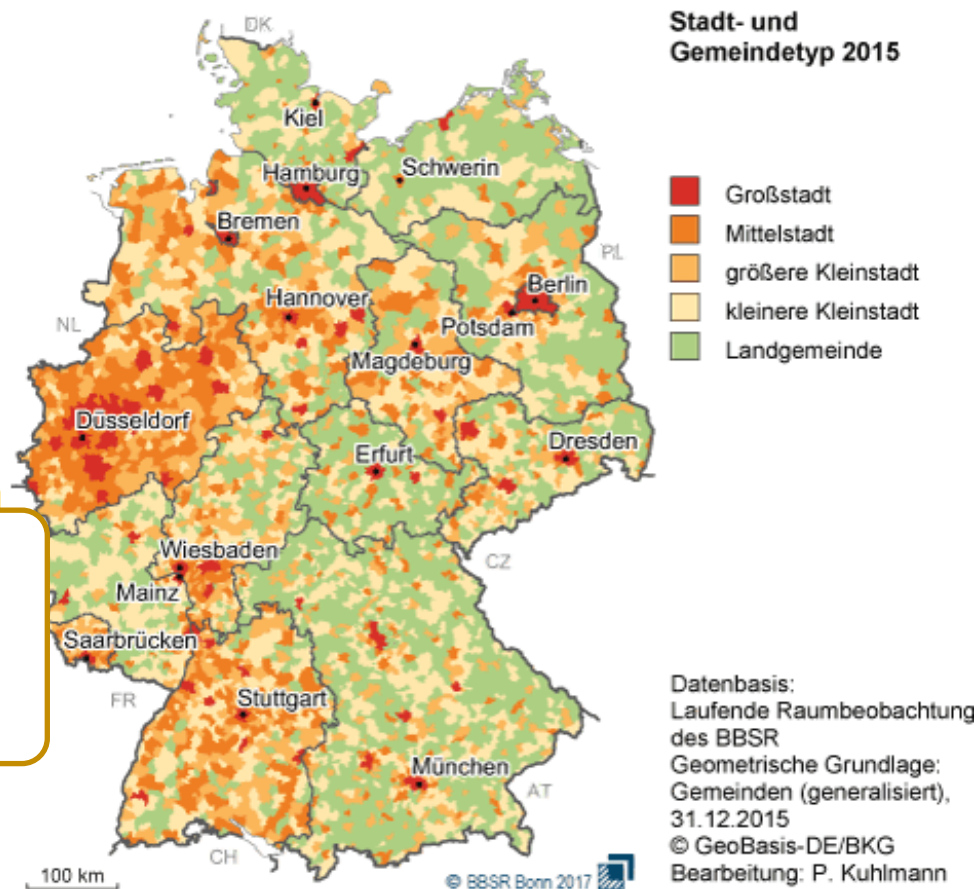 Stadt- und
Gemeindetyp 2015
Großstadt
Mittelstadt
größere Kleinstadt
kleinere Kleinstadt
Landgemeinde
DK
Kiel
Hamburg
Schwerin
Bremen
PL
Berlin
Hannover
NL
Potsdam
Magdeburg
Düsseldorf
Dresden
Erfurt
Wiesbaden
CZ
Mainz
Saarbrücken
FR
Stuttgart
München
AT
CH
Datenbasis:
Laufende Raumbeobachtung
des BBSR
Geometrische Grundlage:
Gemeinden (generalisiert),
31.12.2015
© GeoBasis-DE/BKG
Bearbeitung: P. Kuhlmann
100 km
© BBSR Bonn 2017